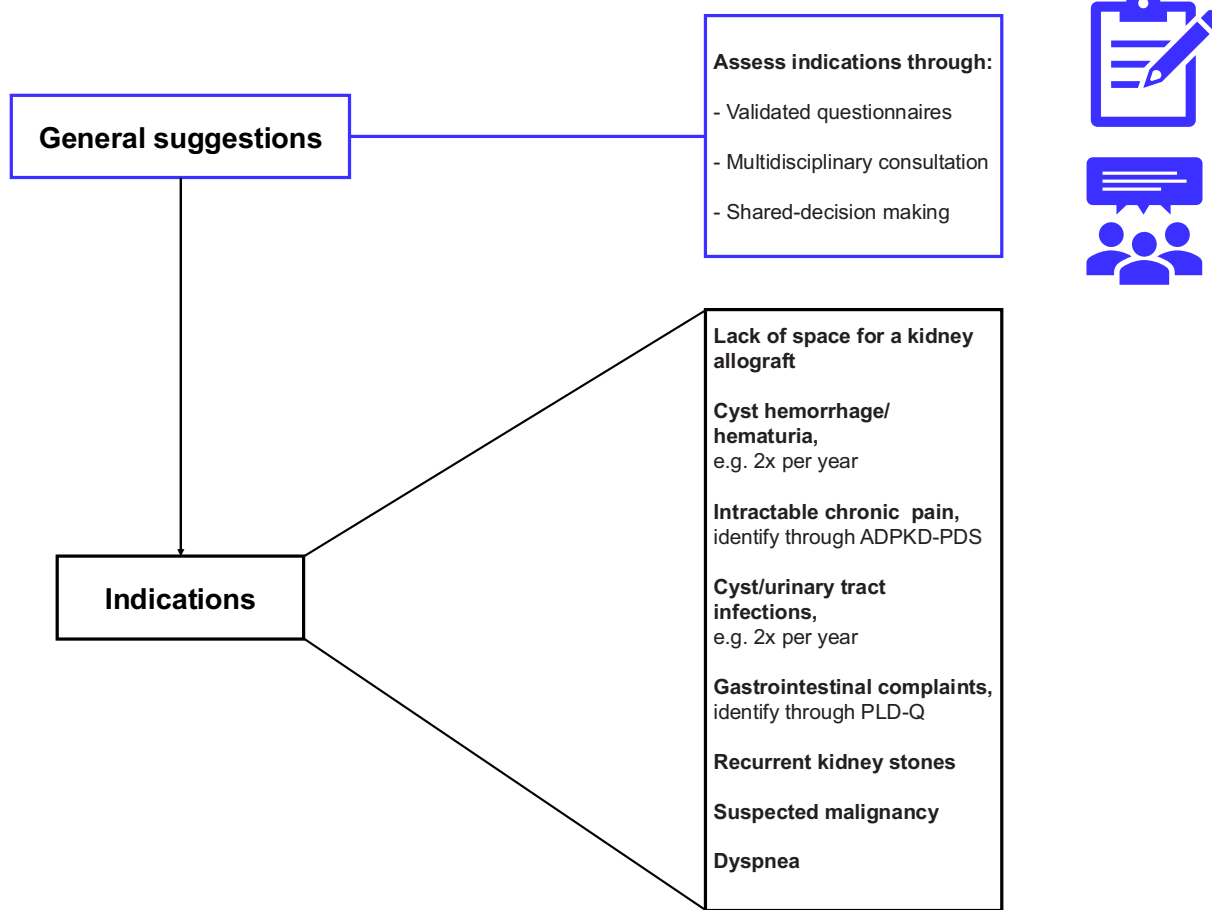 General suggestions
Assess indications through:
- Validated questionnaires
- Multidisciplinary consultation
- Shared-decision making
Indications
Lack of space for a kidney
allograft
Cyst hemorrhage/
hematuria,
e.g. 2x per year
Intractable chronic pain,
identify through ADPKD-PDS
Cyst/urinary tract
infections,
e.g. 2x per year
Gastrointestinal complaints,
identify through PLD-Q
Recurrent kidney stones
Suspected malignancy
Dyspnea